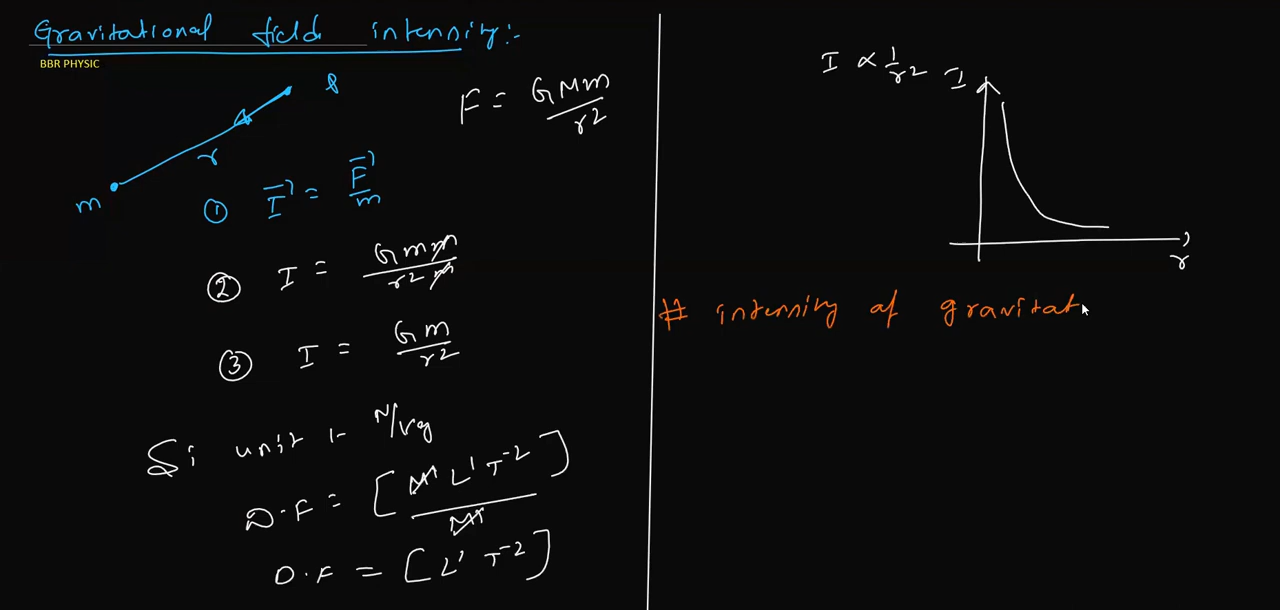 Gravitational field intensity:-
BBR PHYSIC
F = GMm/r²
m
r
① I⃗ = F⃗/m
② I = Gmm/r²m
③ I = Gm/r²
Si unit :- N/Kg
D.F = [M¹ L¹ T⁻²]/M¹
D.F = [L¹ T⁻²]
I ∝ 1/r²
I
r
# intensity of gravitat